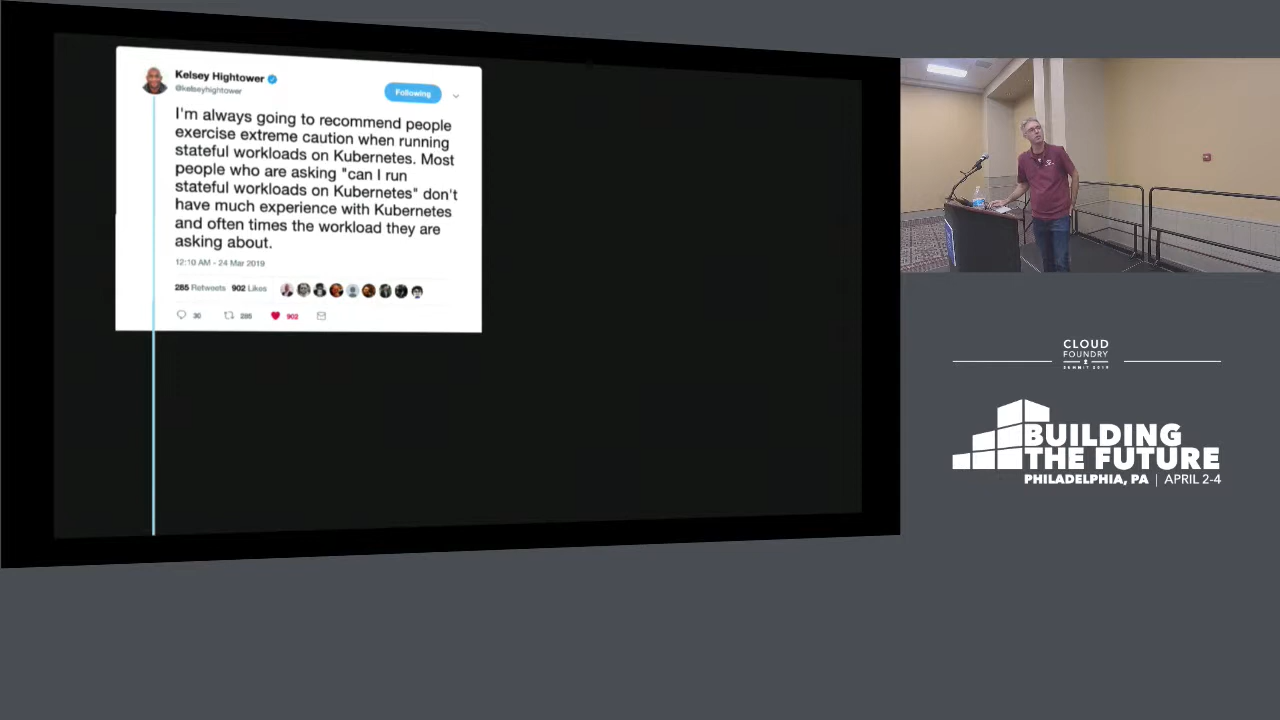 Kelsey Hightower
@kelseyhightower
Following
I'm always going to recommend people
exercise extreme caution when running
stateful workloads on Kubernetes. Most
people who are asking "can I run
stateful workloads on Kubernetes" don't
have much experience with Kubernetes
and often times the workload they are
asking about.
12:10 AM - 24 Mar 2019
285 Retweets 902 Likes
30 285 902
CLOUD
FOUNDRY
SUMMIT 2019
BUILDING
THE FUTURE
PHILADELPHIA, PA | APRIL 2-4